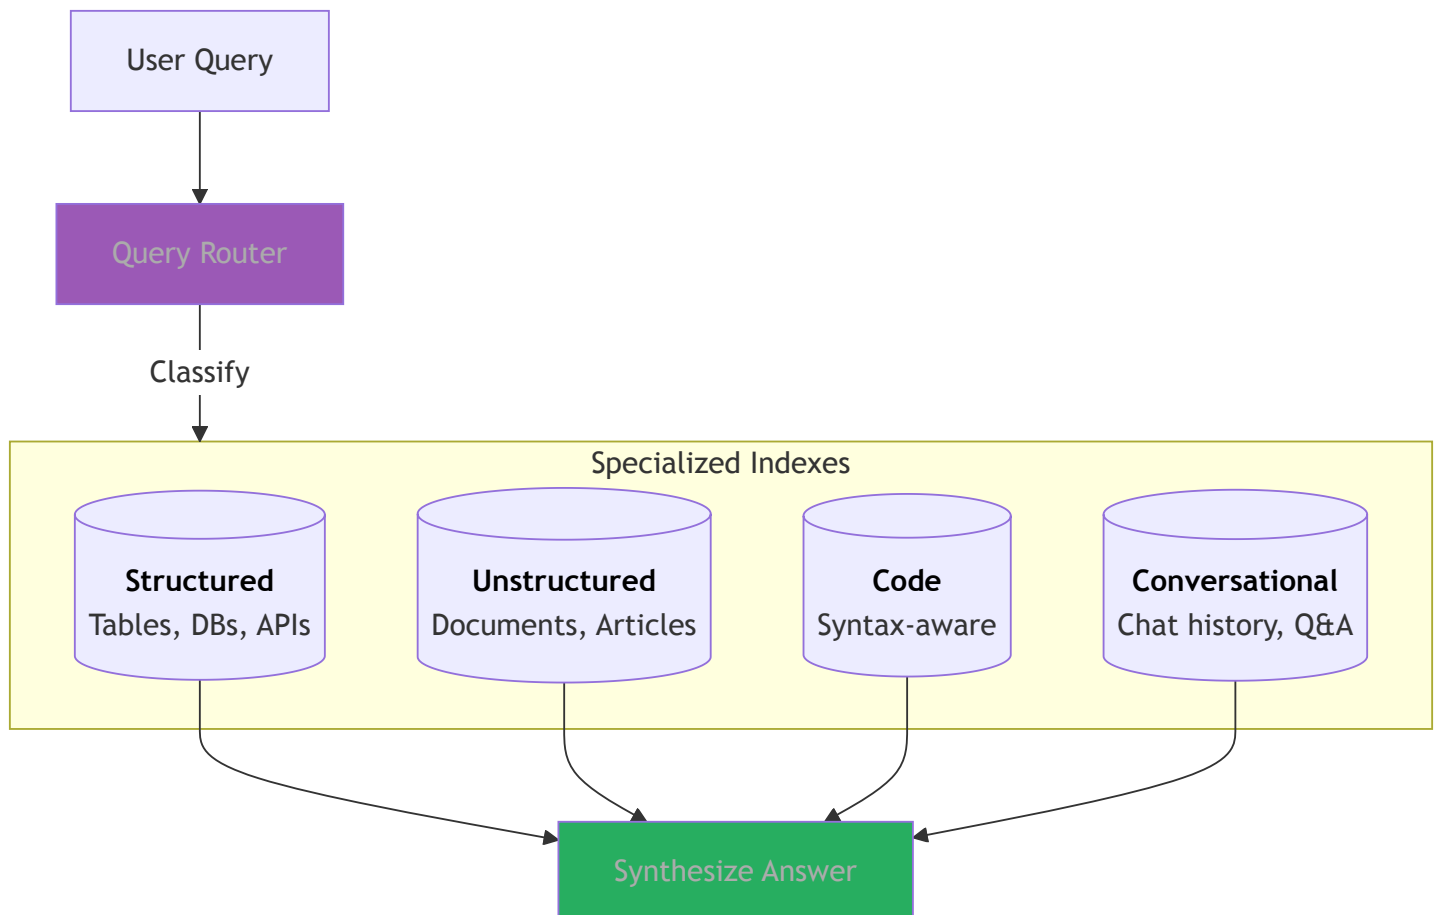 User Query
Query Router
Classify
Specialized Indexes
Structured
Tables, DBs, APIs
Unstructured
Documents, Articles
Code
Syntax-aware
Conversational
Chat history, Q&A
Synthesize Answer